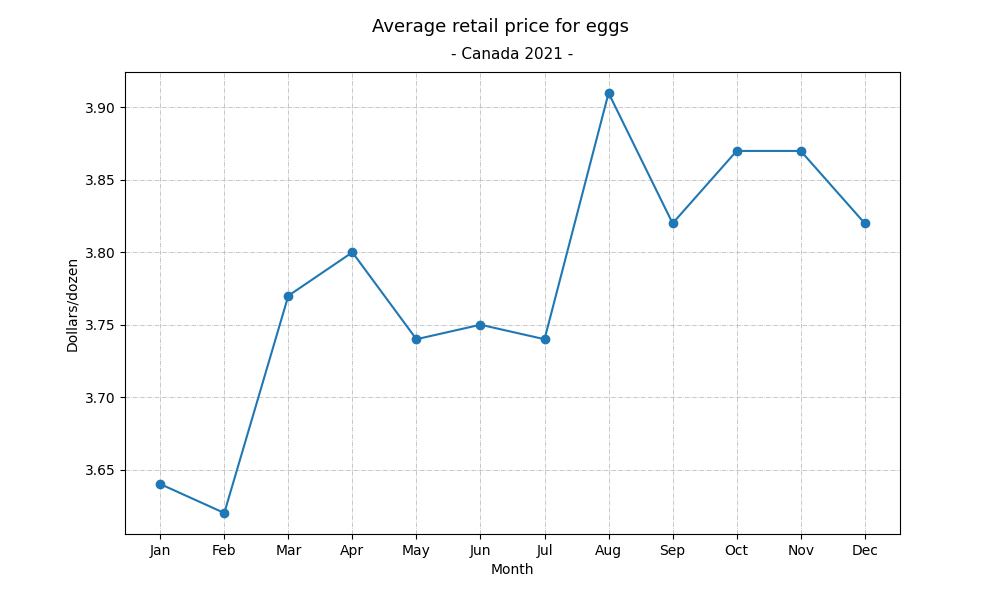 Average retail price for eggs
- Canada 2021 -
Dollars/dozen
3.90
3.85
3.80
3.75
3.70
3.65
Jan Feb Mar Apr May Jun Jul Aug Sep Oct Nov Dec
Month